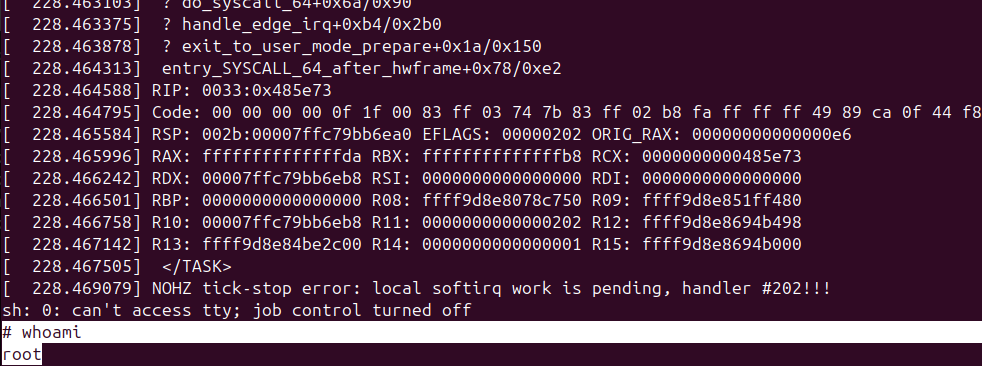 [  228.463103]  ? do_syscall_64+0x6a/0x90
[  228.463375]  ? handle_edge_irq+0xb4/0x2b0
[  228.463878]  ? exit_to_user_mode_prepare+0x1a/0x150
[  228.464313]  entry_SYSCALL_64_after_hwframe+0x78/0xe2
[  228.464588] RIP: 0033:0x485e73
[  228.464795] Code: 00 00 00 00 0f 1f 00 83 ff 03 74 7b 83 ff 02 b8 fa ff ff ff 49 89 ca 0f 44 f8
[  228.465584] RSP: 002b:00007ffc79bb6ea0 EFLAGS: 00000202 ORIG_RAX: 00000000000000e6
[  228.465996] RAX: ffffffffffffffda RBX: ffffffffffffffb8 RCX: 0000000000485e73
[  228.466242] RDX: 00007ffc79bb6eb8 RSI: 0000000000000000 RDI: 0000000000000000
[  228.466501] RBP: 0000000000000000 R08: ffff9d8e8078c750 R09: ffff9d8e851ff480
[  228.466758] R10: 00007ffc79bb6eb8 R11: 0000000000000202 R12: ffff9d8e8694b498
[  228.467142] R13: ffff9d8e84be2c00 R14: 0000000000000001 R15: ffff9d8e8694b000
[  228.467505]  </TASK>
[  228.469079] NOHZ tick-stop error: local softirq work is pending, handler #202!!!
sh: 0: can't access tty; job control turned off
# whoami
root